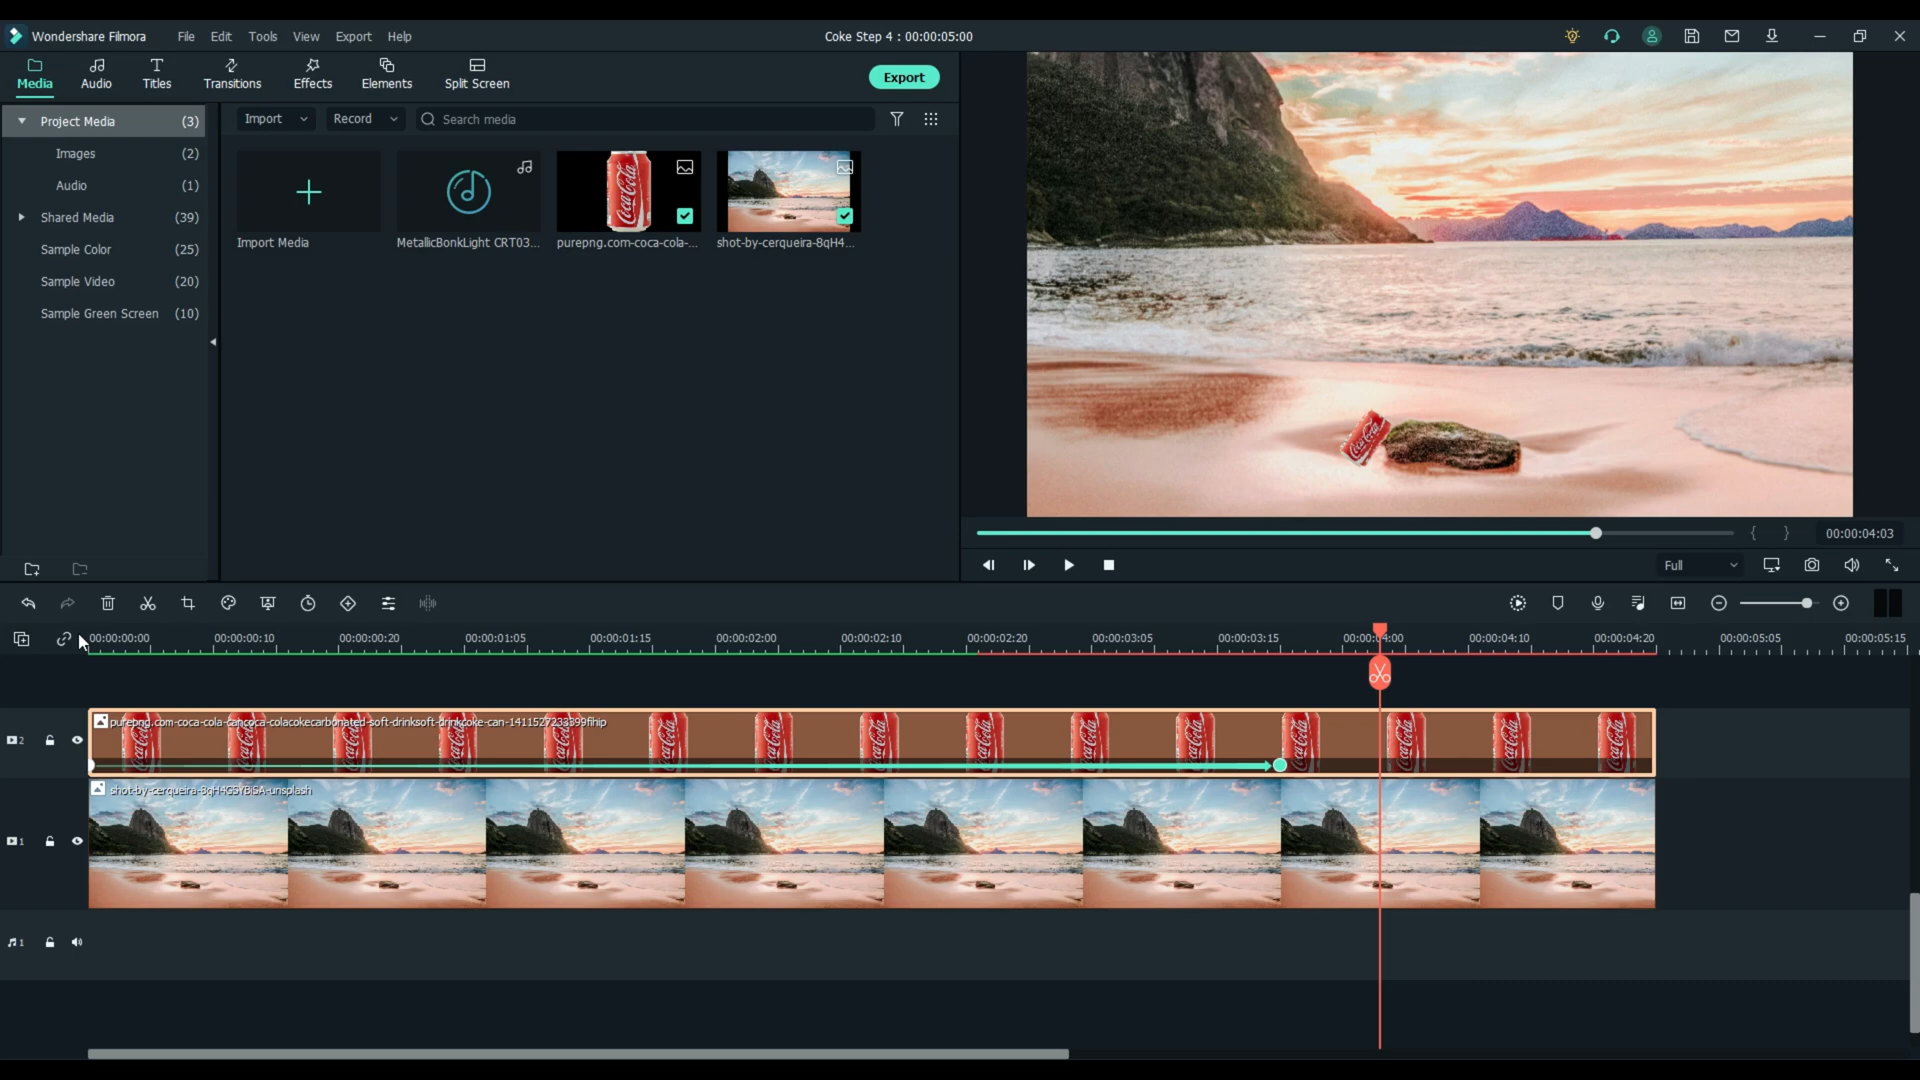 Wondershare Filmora File Edit Tools View Export Help Coke Step 4 : 00:00:05:00
Media Audio Titles Transitions Effects Elements Split Screen Export
Project Media (3)
Images (2)
Audio (1)
Shared Media (39)
Sample Color (25)
Sample Video (20)
Sample Green Screen (10)
Import Record Search media
Import Media MetallicBonkLight CRT03... purepng.com-coca-cola-... shot-by-cerqueira-8qH4...
Coca-Cola
00:00:04:03
Full
00:00:00:00 00:00:00:10 00:00:00:20 00:00:01:05 00:00:01:15 00:00:02:00 00:00:02:10 00:00:02:20 00:00:03:05 00:00:03:15 00:00:04:00 00:00:04:10 00:00:04:20 00:00:05:05 00:00:05:15
2 purepng.com-coca-cola-cancoca-colacokecarbonated-soft-drinksoft-drinkcoke-can-1411527233399fihip
shot-by-cerqueira-8qH4G5YBiSA-unsplash
1
1